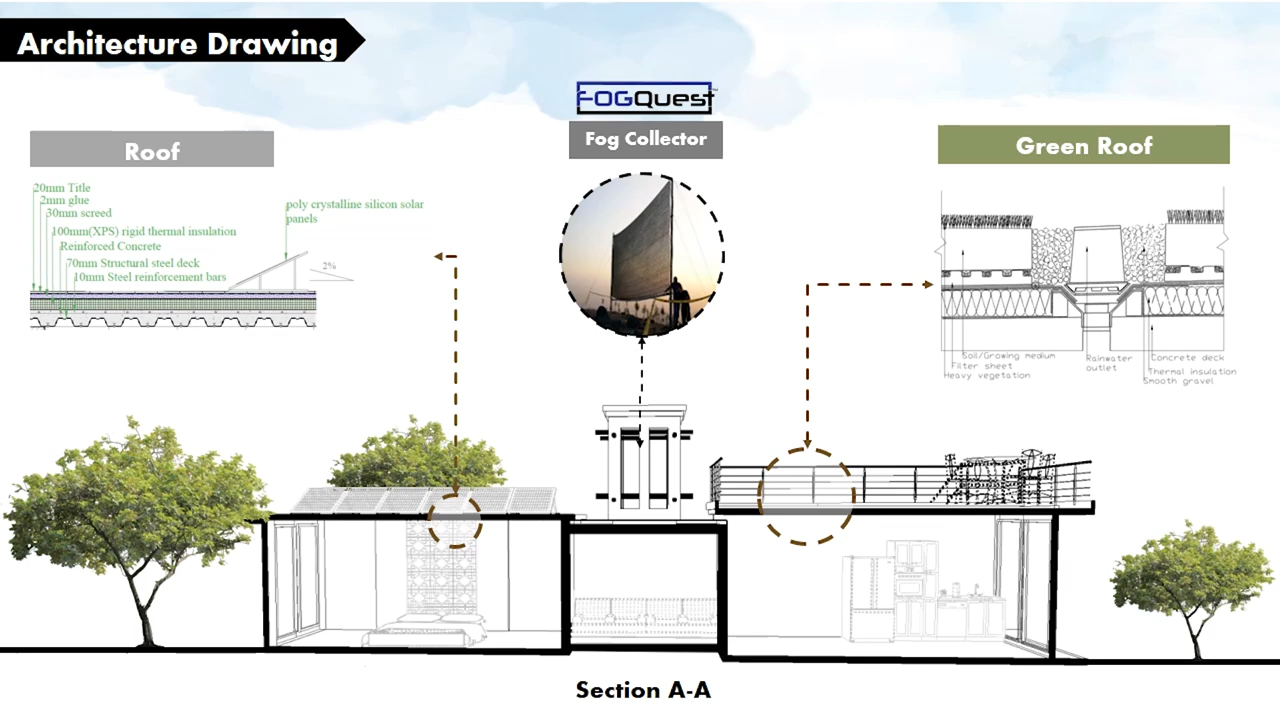 Architecture Drawing
FOGQuest
Fog Collector
Roof
20mm Title
2mm glue
30mm screed
100mm(XPS) rigid thermal insulation
Reinforced Concrete
70mm Structural steel deck
10mm Steel reinforcement bars
poly crystalline silicon solar
panels
2%
Green Roof
Soil/Growing medium
Filter sheet
Heavy vegetation
Rainwater
outlet
Concrete deck
Thermal insulation
Smooth gravel
Section A-A